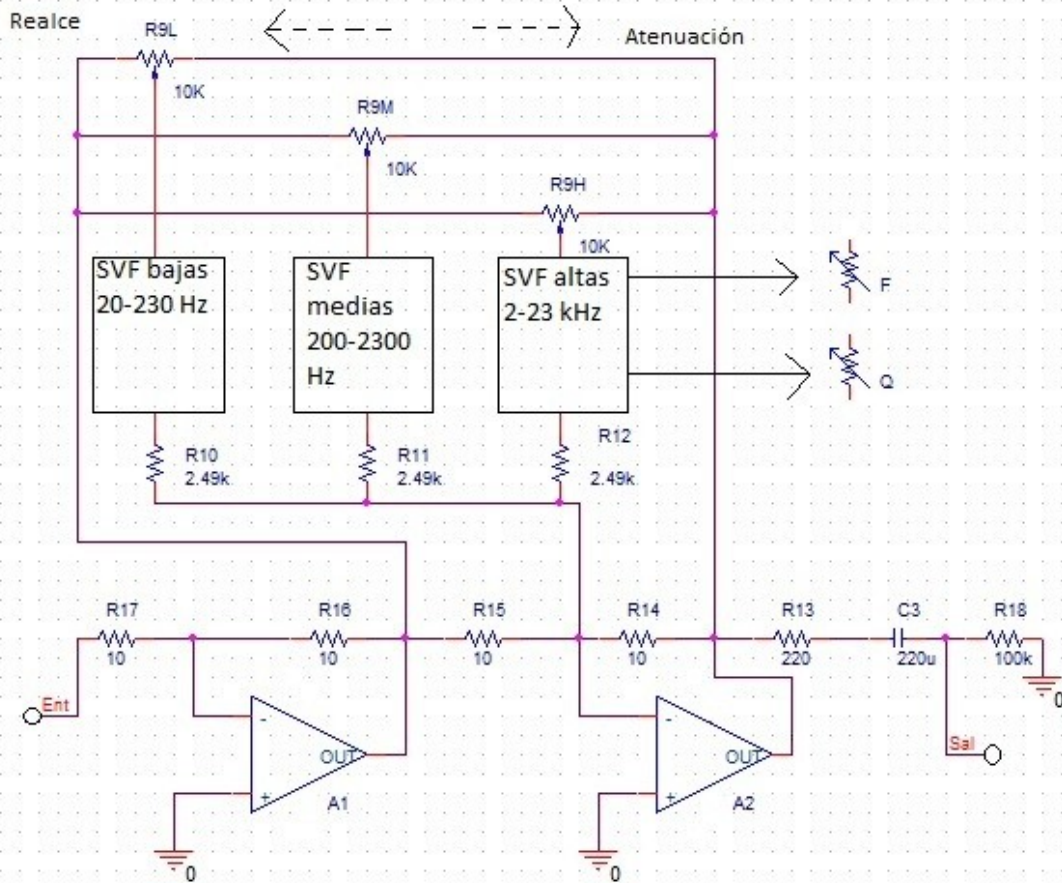 Realce
Atenuación
R9L
10K
R9M
10K
R9H
10K
SVF bajas
20-230 Hz
SVF
medias
200-2300
Hz
SVF altas
2-23 kHz
F
Q
R10
2.49k
R11
2.49k
R12
2.49k
R17
10
R16
10
R15
10
R14
10
R13
220
C3
220u
R18
100k
0
Ent
-
+
OUT
A1
0
-
+
OUT
A2
0
Sal